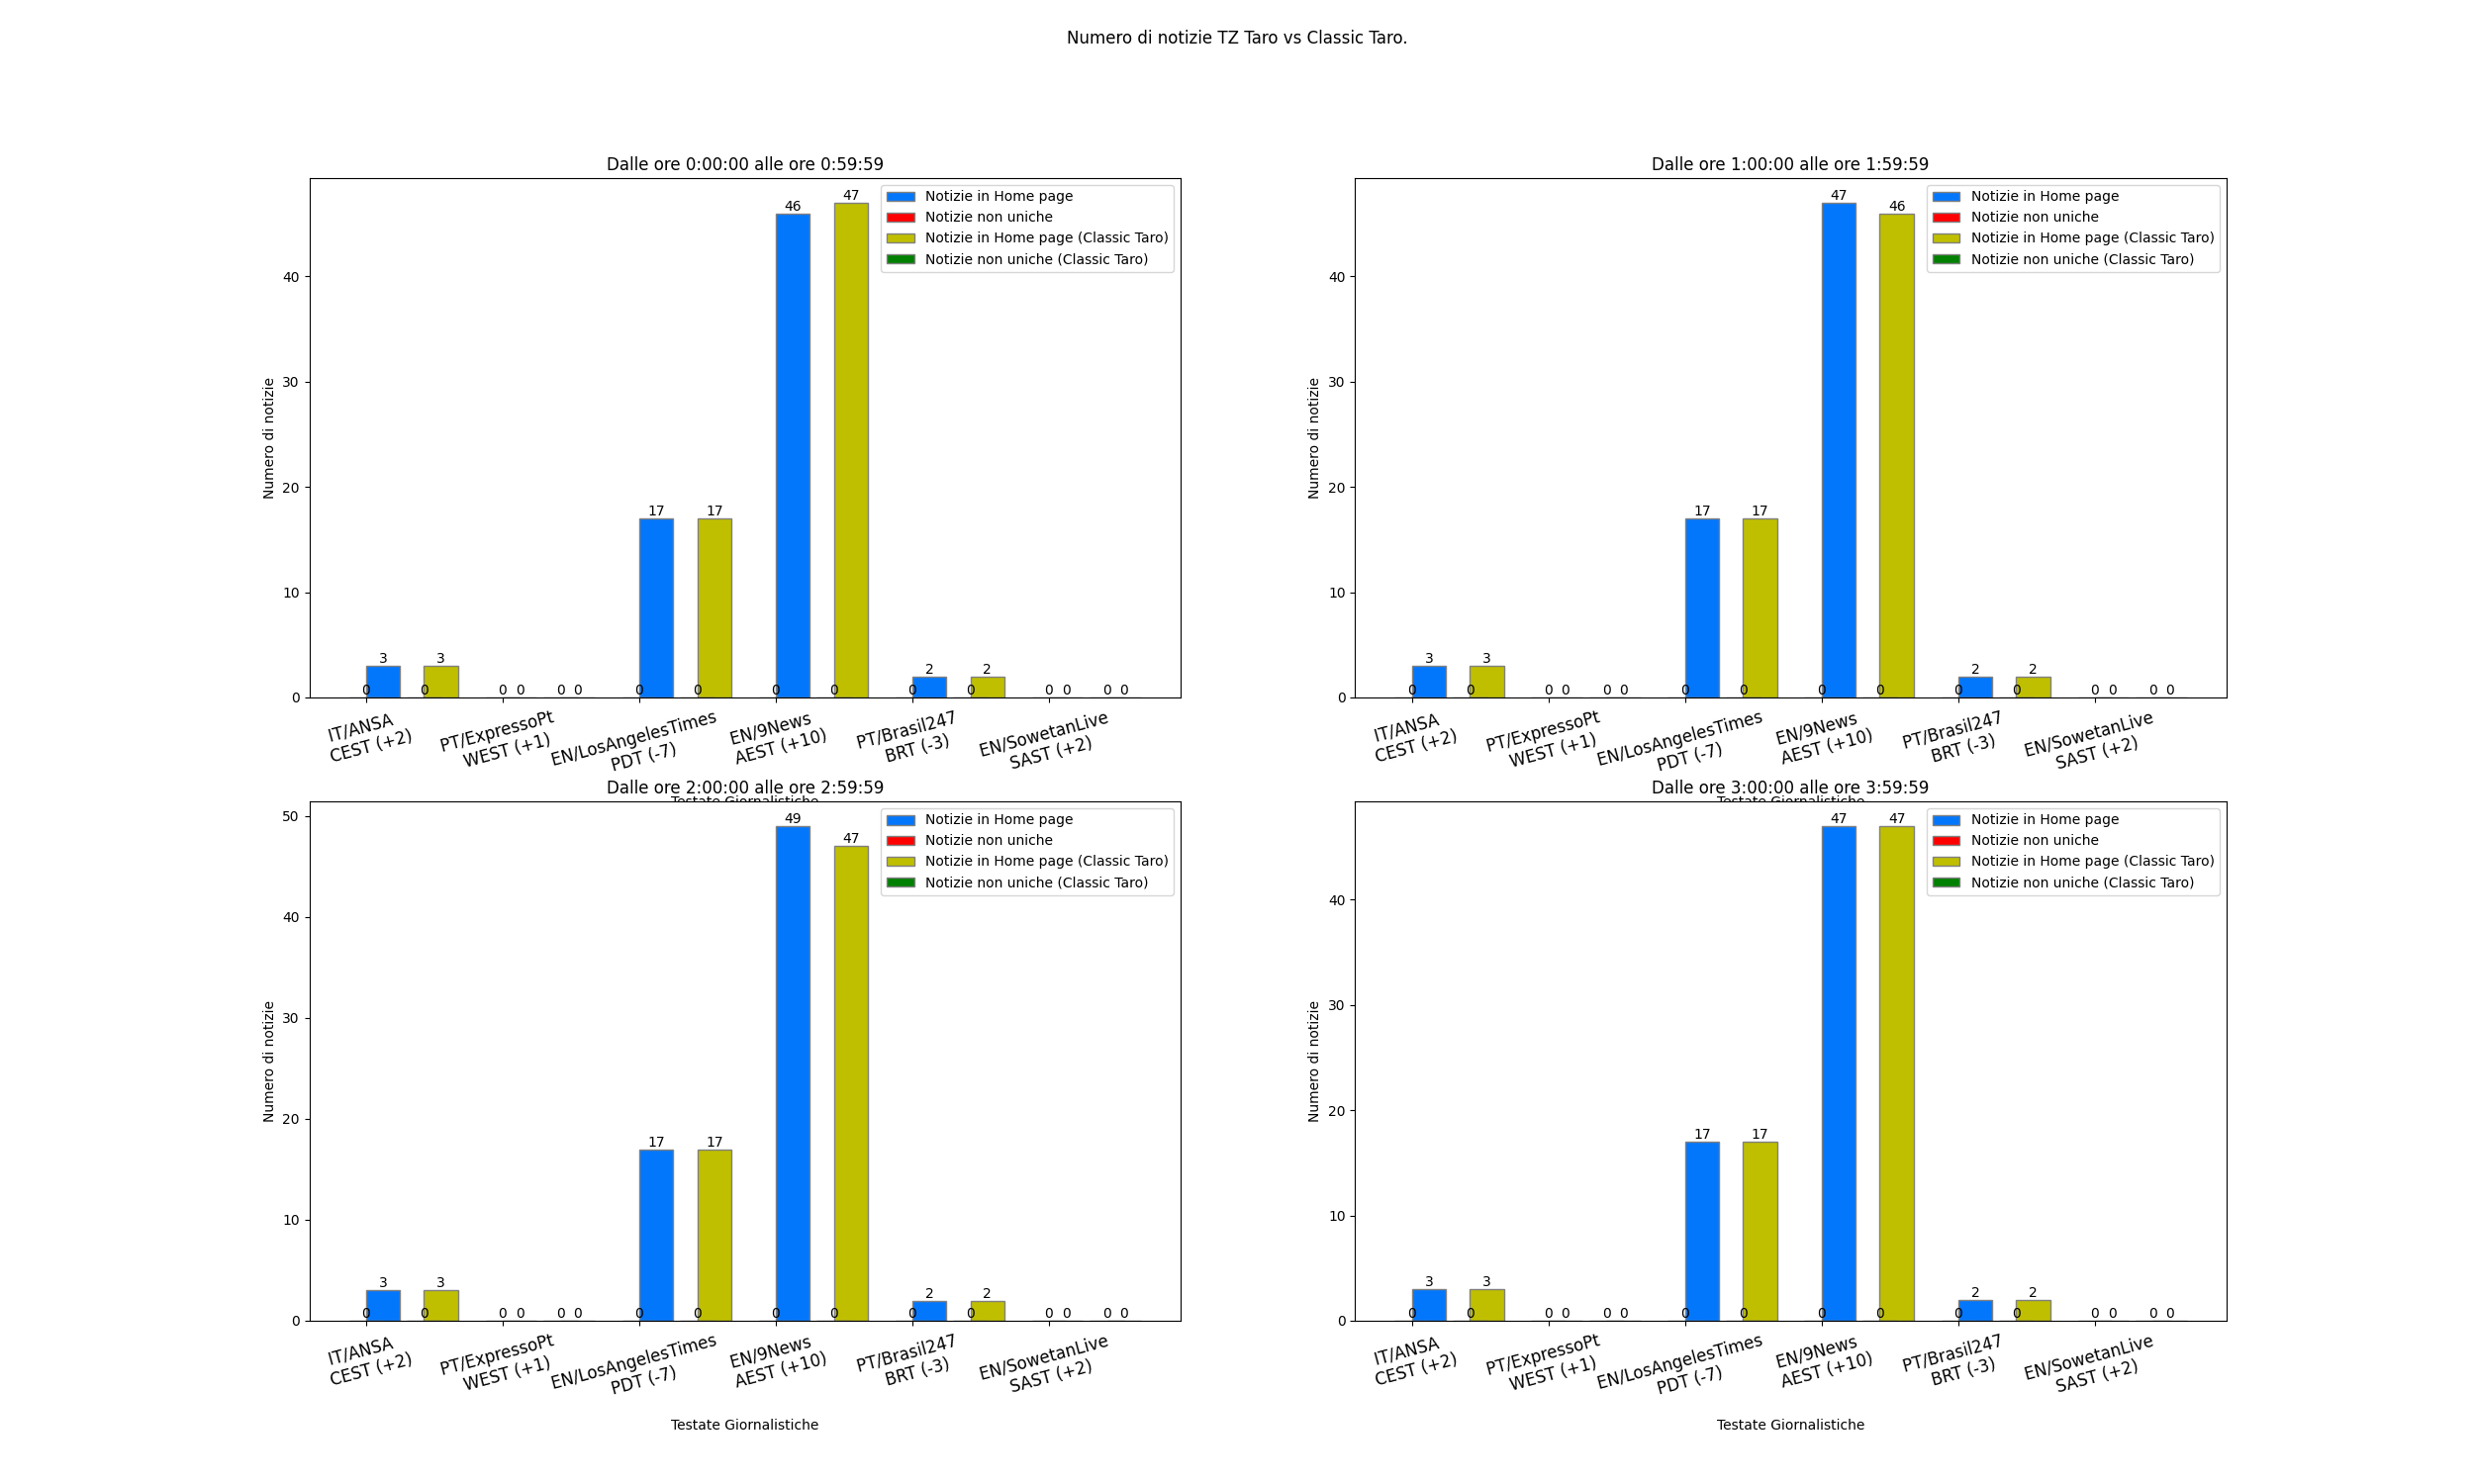 Numero di notizie TZ Taro vs Classic Taro.
Dalle ore 0:00:00 alle ore 0:59:59
Numero di notizie
40
30
20
10
0
3 3 0 0 0 0 17 17 46 47 2 2 0 0 0 0
0 0 0 0 0 0 0 0
Notizie in Home page
Notizie non uniche
Notizie in Home page (Classic Taro)
Notizie non uniche (Classic Taro)
IT/ANSA
CEST (+2)
PT/ExpressoPt
WEST (+1)
EN/LosAngelesTimes
PDT (-7)
EN/9News
AEST (+10)
PT/Brasil247
BRT (-3)
EN/SowetanLive
SAST (+2)
Testate Giornalistiche
Dalle ore 1:00:00 alle ore 1:59:59
Numero di notizie
40
30
20
10
0
3 3 0 0 0 0 17 17 47 46 2 2 0 0 0 0
0 0 0 0 0 0 0 0
Notizie in Home page
Notizie non uniche
Notizie in Home page (Classic Taro)
Notizie non uniche (Classic Taro)
IT/ANSA
CEST (+2)
PT/ExpressoPt
WEST (+1)
EN/LosAngelesTimes
PDT (-7)
EN/9News
AEST (+10)
PT/Brasil247
BRT (-3)
EN/SowetanLive
SAST (+2)
Testate Giornalistiche
Dalle ore 2:00:00 alle ore 2:59:59
Numero di notizie
50
40
30
20
10
0
3 3 0 0 0 0 17 17 49 47 2 2 0 0 0 0
0 0 0 0 0 0 0 0
Notizie in Home page
Notizie non uniche
Notizie in Home page (Classic Taro)
Notizie non uniche (Classic Taro)
IT/ANSA
CEST (+2)
PT/ExpressoPt
WEST (+1)
EN/LosAngelesTimes
PDT (-7)
EN/9News
AEST (+10)
PT/Brasil247
BRT (-3)
EN/SowetanLive
SAST (+2)
Testate Giornalistiche
Dalle ore 3:00:00 alle ore 3:59:59
Numero di notizie
40
30
20
10
0
3 3 0 0 0 0 17 17 47 47 2 2 0 0 0 0
0 0 0 0 0 0 0 0
Notizie in Home page
Notizie non uniche
Notizie in Home page (Classic Taro)
Notizie non uniche (Classic Taro)
IT/ANSA
CEST (+2)
PT/ExpressoPt
WEST (+1)
EN/LosAngelesTimes
PDT (-7)
EN/9News
AEST (+10)
PT/Brasil247
BRT (-3)
EN/SowetanLive
SAST (+2)
Testate Giornalistiche